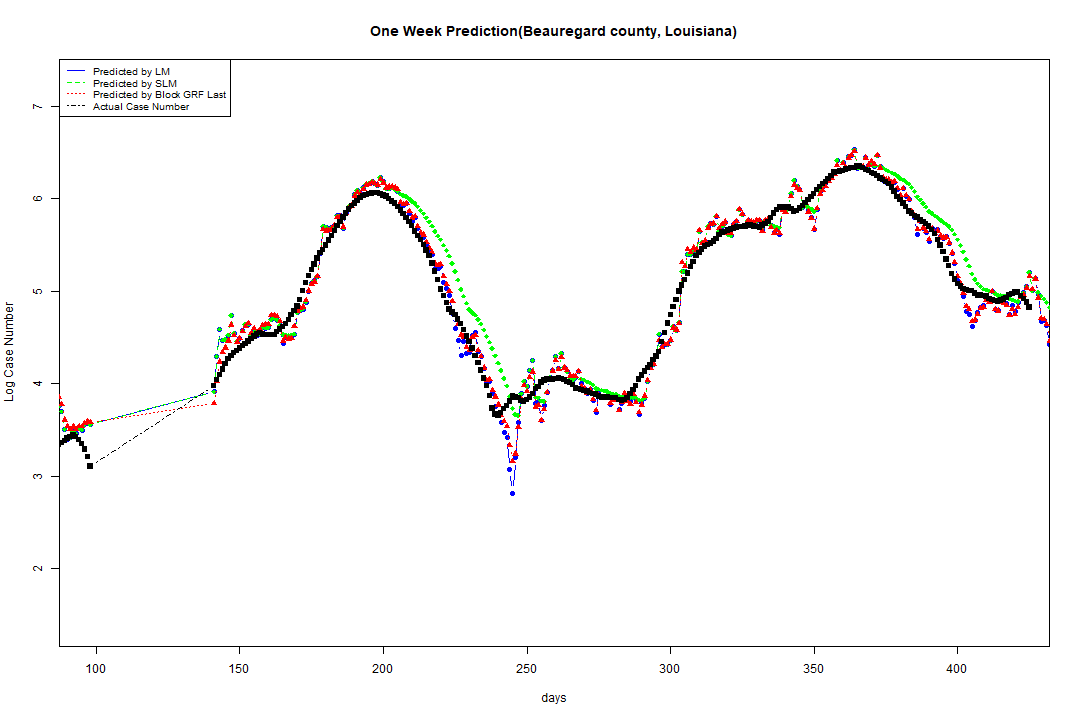 One Week Prediction(Beauregard county, Louisiana)
Predicted by LM
Predicted by SLM
Predicted by Block GRF Last
Actual Case Number
7
6
5
4
3
2
Log Case Number
100 150 200 250 300 350 400
days